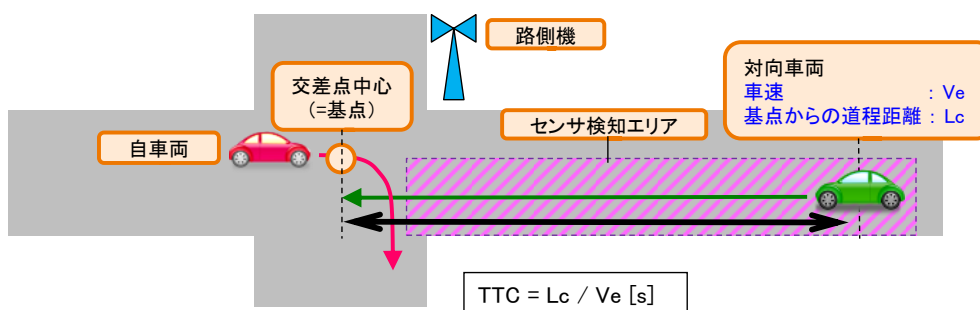 路側機
交差点中心
(=基点)
対向車両
車速 : Ve
基点からの道程距離 : Lc
センサ検知エリア
自車両
TTC = Lc / Ve [s]